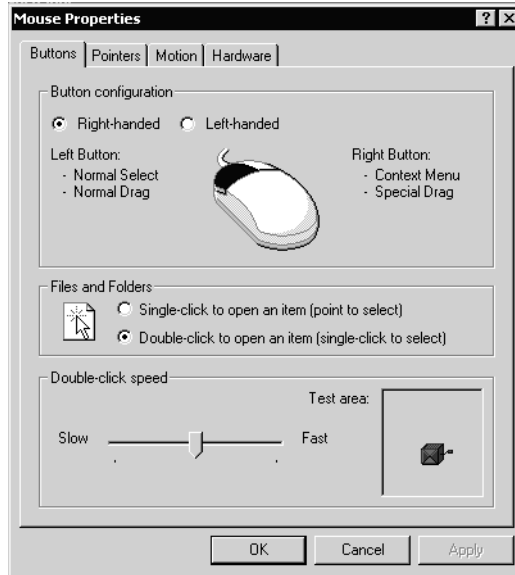 Mouse Properties
Buttons Pointers Motion Hardware
Button configuration
Right-handed Left-handed
Left Button:
- Normal Select
- Normal Drag
Right Button:
- Context Menu
- Special Drag
Files and Folders
Single-click to open an item (point to select)
Double-click to open an item (single-click to select)
Double-click speed
Test area:
Slow Fast
OK Cancel Apply